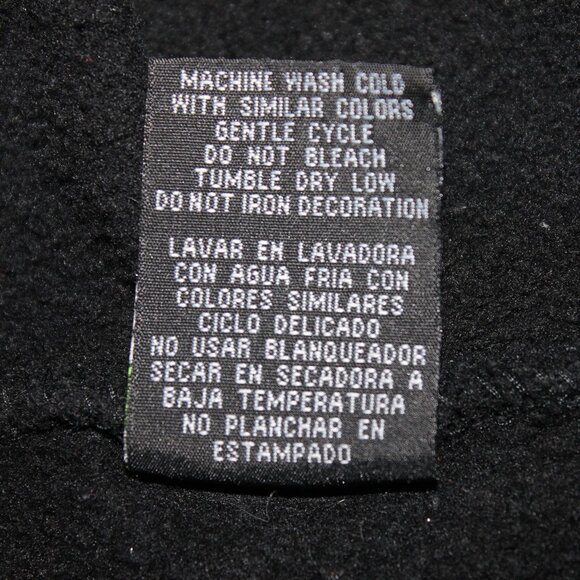 MACHINE WASH COLD
WITH SIMILAR COLORS
GENTLE CYCLE
DO NOT BLEACH
TUMBLE DRY LOW
DO NOT IRON DECORATION
LAVAR EN LAVADORA
CON AGUA FRIA CON
COLORES SIMILARES
CICLO DELICADO
NO USAR BLANQUEADOR
SECAR EN SECADORA A
BAJA TEMPERATURA
NO PLANCHAR EN
ESTAMPADO